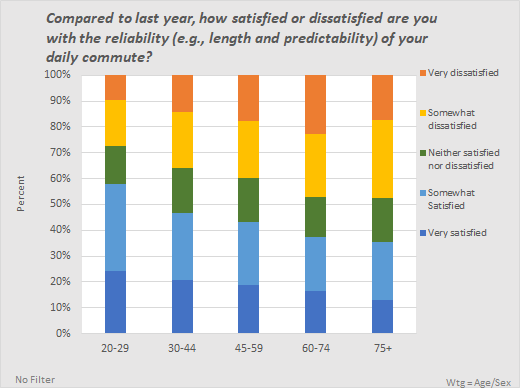 Compared to last year, how satisfied or dissatisfied are you
with the reliability (e.g., length and predictability) of your
daily commute?
100%
90%
80%
70%
60%
50%
40%
30%
20%
10%
0%
Percent
20-29
30-44
45-59
60-74
75+
Very dissatisfied
Somewhat
dissatisfied
Neither satisfied
nor dissatisfied
Somewhat
Satisfied
Very satisfied
No Filter
Wtg = Age/Sex